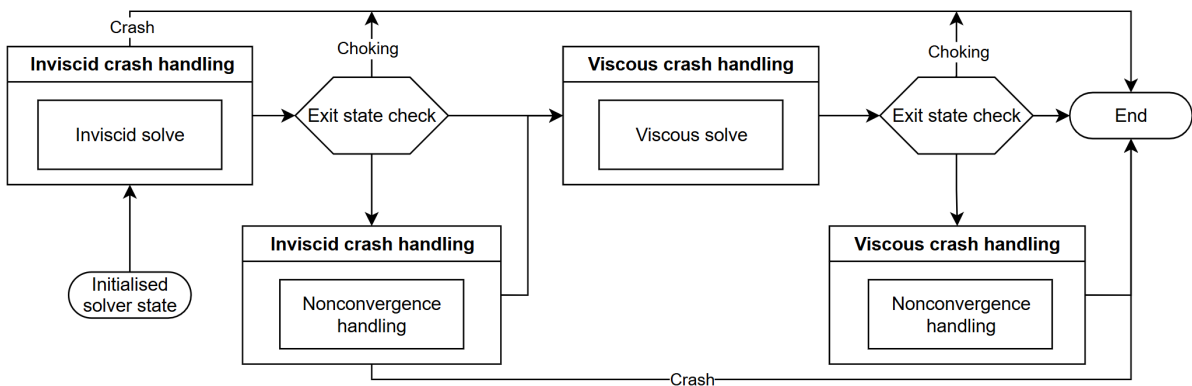 Crash
Choking
Choking
Inviscid crash handling
Inviscid solve
Exit state check
Viscous crash handling
Viscous solve
Exit state check
End
Initialised
solver state
Inviscid crash handling
Nonconvergence
handling
Viscous crash handling
Nonconvergence
handling
Crash